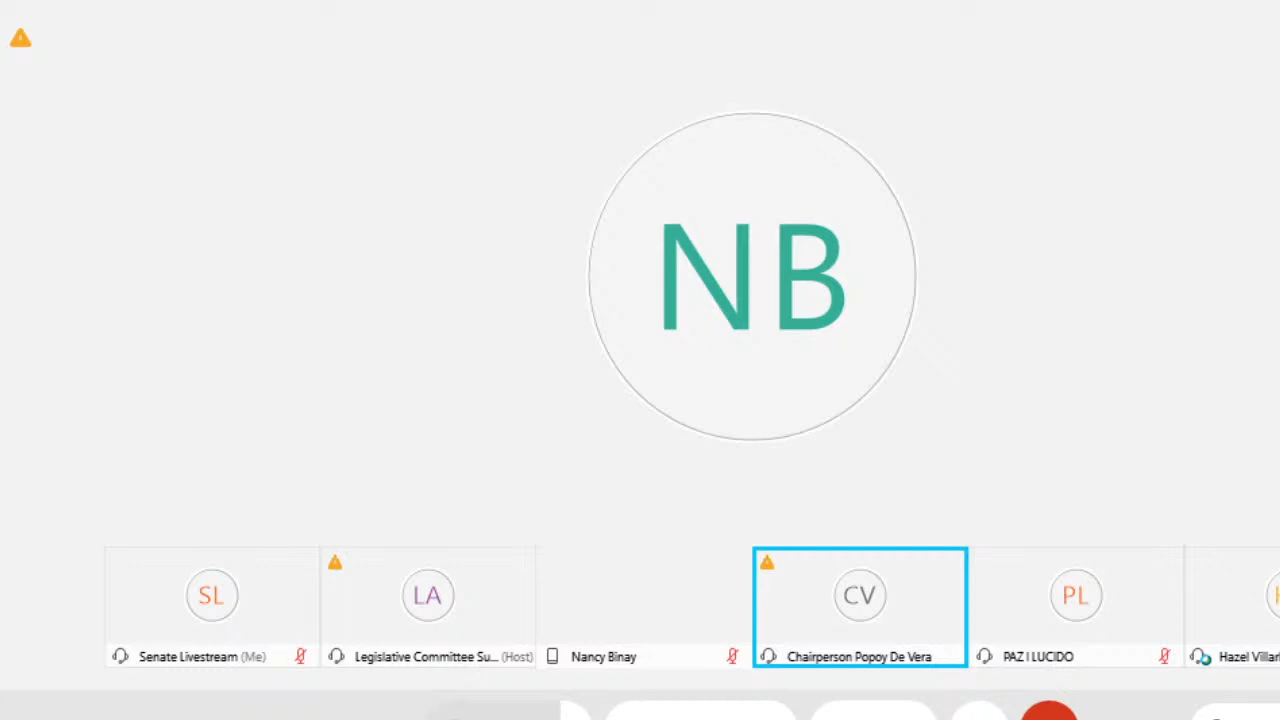 NB
SL
LA
CV
PL
Senate Livestream (Me)
Legislative Committee Su... (Host)
Nancy Binay
Chairperson Popoy De Vera
PAZ I LUCIDO
Hazel